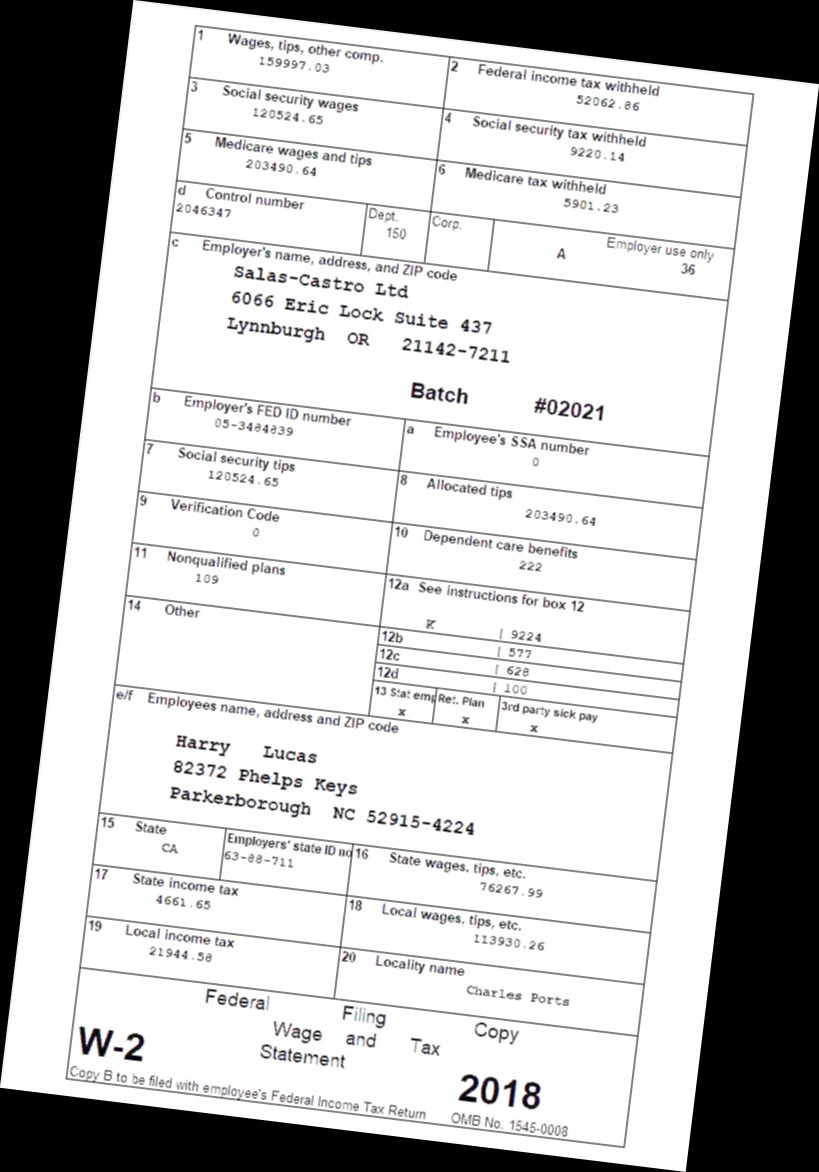 1 Wages, tips, other comp.
159997.03
2 Federal income tax withheld
52062.86
3 Social security wages
120524.65
4 Social security tax withheld
9220.14
5 Medicare wages and tips
203490.64
6 Medicare tax withheld
5901.23
d Control number
2046347
Dept.
150
Corp.
Employer use only
A 36
c Employer's name, address, and ZIP code
Salas-Castro Ltd
6066 Eric Lock Suite 437
Lynnburgh OR 21142-7211
Batch #02021
b Employer's FED ID number
05-3484839
a Employee's SSA number
0
7 Social security tips
120524.65
8 Allocated tips
203490.64
9 Verification Code
0
10 Dependent care benefits
222
11 Nonqualified plans
109
12a See instructions for box 12
K | 9224
12b | 577
12c | 628
12d | 100
14 Other
13 Stat emp Ret. Plan 3rd party sick pay
x x x
e/f Employees name, address and ZIP code
Harry Lucas
82372 Phelps Keys
Parkerborough NC 52915-4224
15 State
CA
Employers' state ID no
63-88-711
16 State wages, tips, etc.
76267.99
17 State income tax
4661.65
18 Local wages, tips, etc.
113930.26
19 Local income tax
21944.58
20 Locality name
Charles Ports
Federal Filing Copy
Wage and Tax
Statement
W-2
2018
Copy B to be filed with employee's Federal Income Tax Return
OMB No. 1545-0008